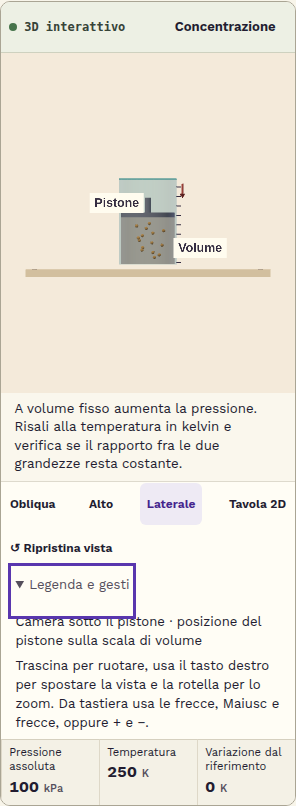 3D interattivo
Concentrazione
Pistone
Volume
A volume fisso aumenta la pressione.
Risali alla temperatura in kelvin e
verifica se il rapporto fra le due
grandezze resta costante.
Obliqua
Alto
Laterale
Tavola 2D
↺ Ripristina vista
▼ Legenda e gesti
Camera sotto il pistone · posizione del
pistone sulla scala di volume
Trascina per ruotare, usa il tasto destro
per spostare la vista e la rotella per lo
zoom. Da tastiera usa le frecce, Maiusc e
frecce, oppure + e −.
Pressione
assoluta
100 kPa
Temperatura
250 K
Variazione dal
riferimento
0 K